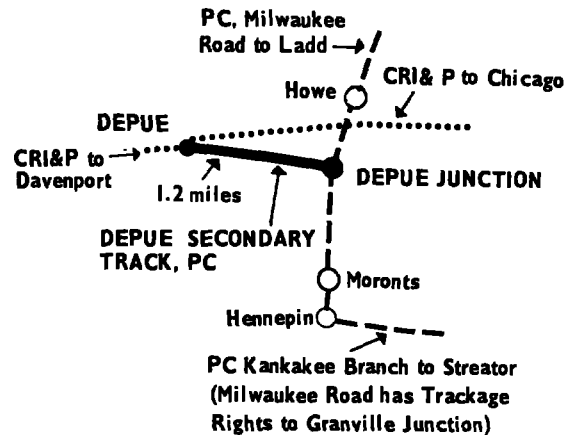 PC, Milwaukee
Road to Ladd
CRI& P to Chicago
Howe
DEPUE
CRI&P to
Davenport
1.2 miles
DEPUE JUNCTION
DEPUE SECONDARY
TRACK, PC
Moronts
Hennepin
PC Kankakee Branch to Streator
(Milwaukee Road has Trackage
Rights to Granville Junction)